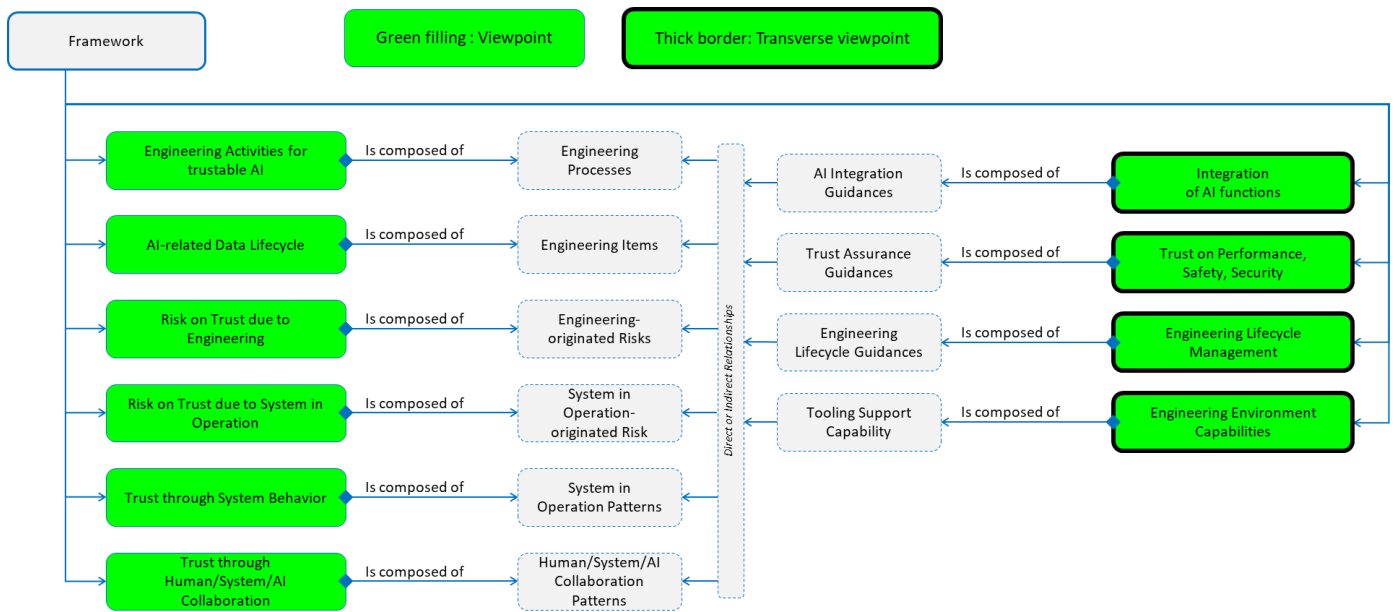 Framework
Green filling : Viewpoint
Thick border: Transverse viewpoint
Engineering Activities for
trustable AI
Is composed of
Engineering
Processes
AI-related Data Lifecycle
Is composed of
Engineering Items
Risk on Trust due to
Engineering
Is composed of
Engineering-
originated Risks
Risk on Trust due to System in
Operation
Is composed of
System in
Operation-
originated Risk
Trust through System Behavior
Is composed of
System in
Operation Patterns
Trust through
Human/System/AI
Collaboration
Is composed of
Human/System/AI
Collaboration
Patterns
Direct or Indirect Relationships
AI Integration
Guidances
Is composed of
Integration
of AI functions
Trust Assurance
Guidances
Is composed of
Trust on Performance,
Safety, Security
Engineering
Lifecycle Guidances
Is composed of
Engineering Lifecycle
Management
Tooling Support
Capability
Is composed of
Engineering Environment
Capabilities